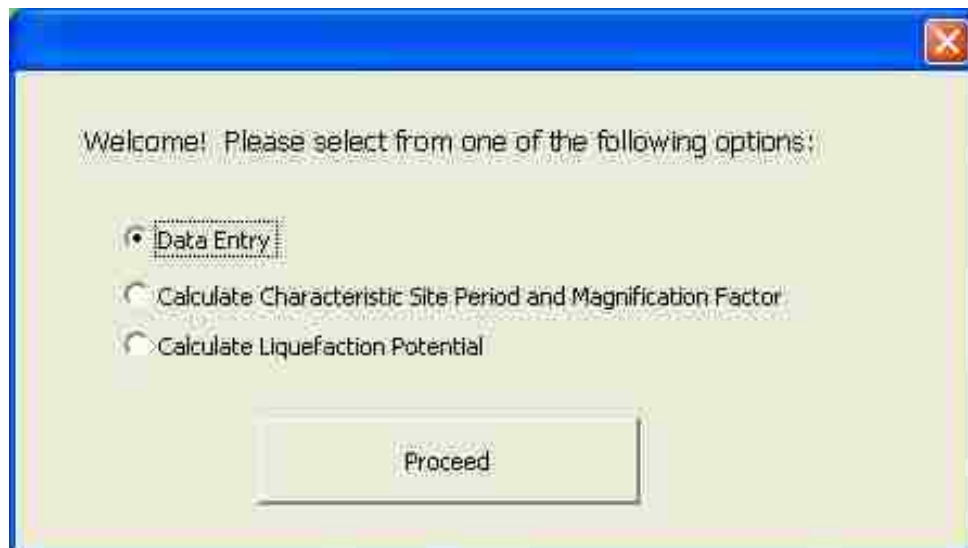 Welcome! Please select from one of the following options:
Data Entry
Calculate Characteristic Site Period and Magnification Factor
Calculate Liquefaction Potential
Proceed